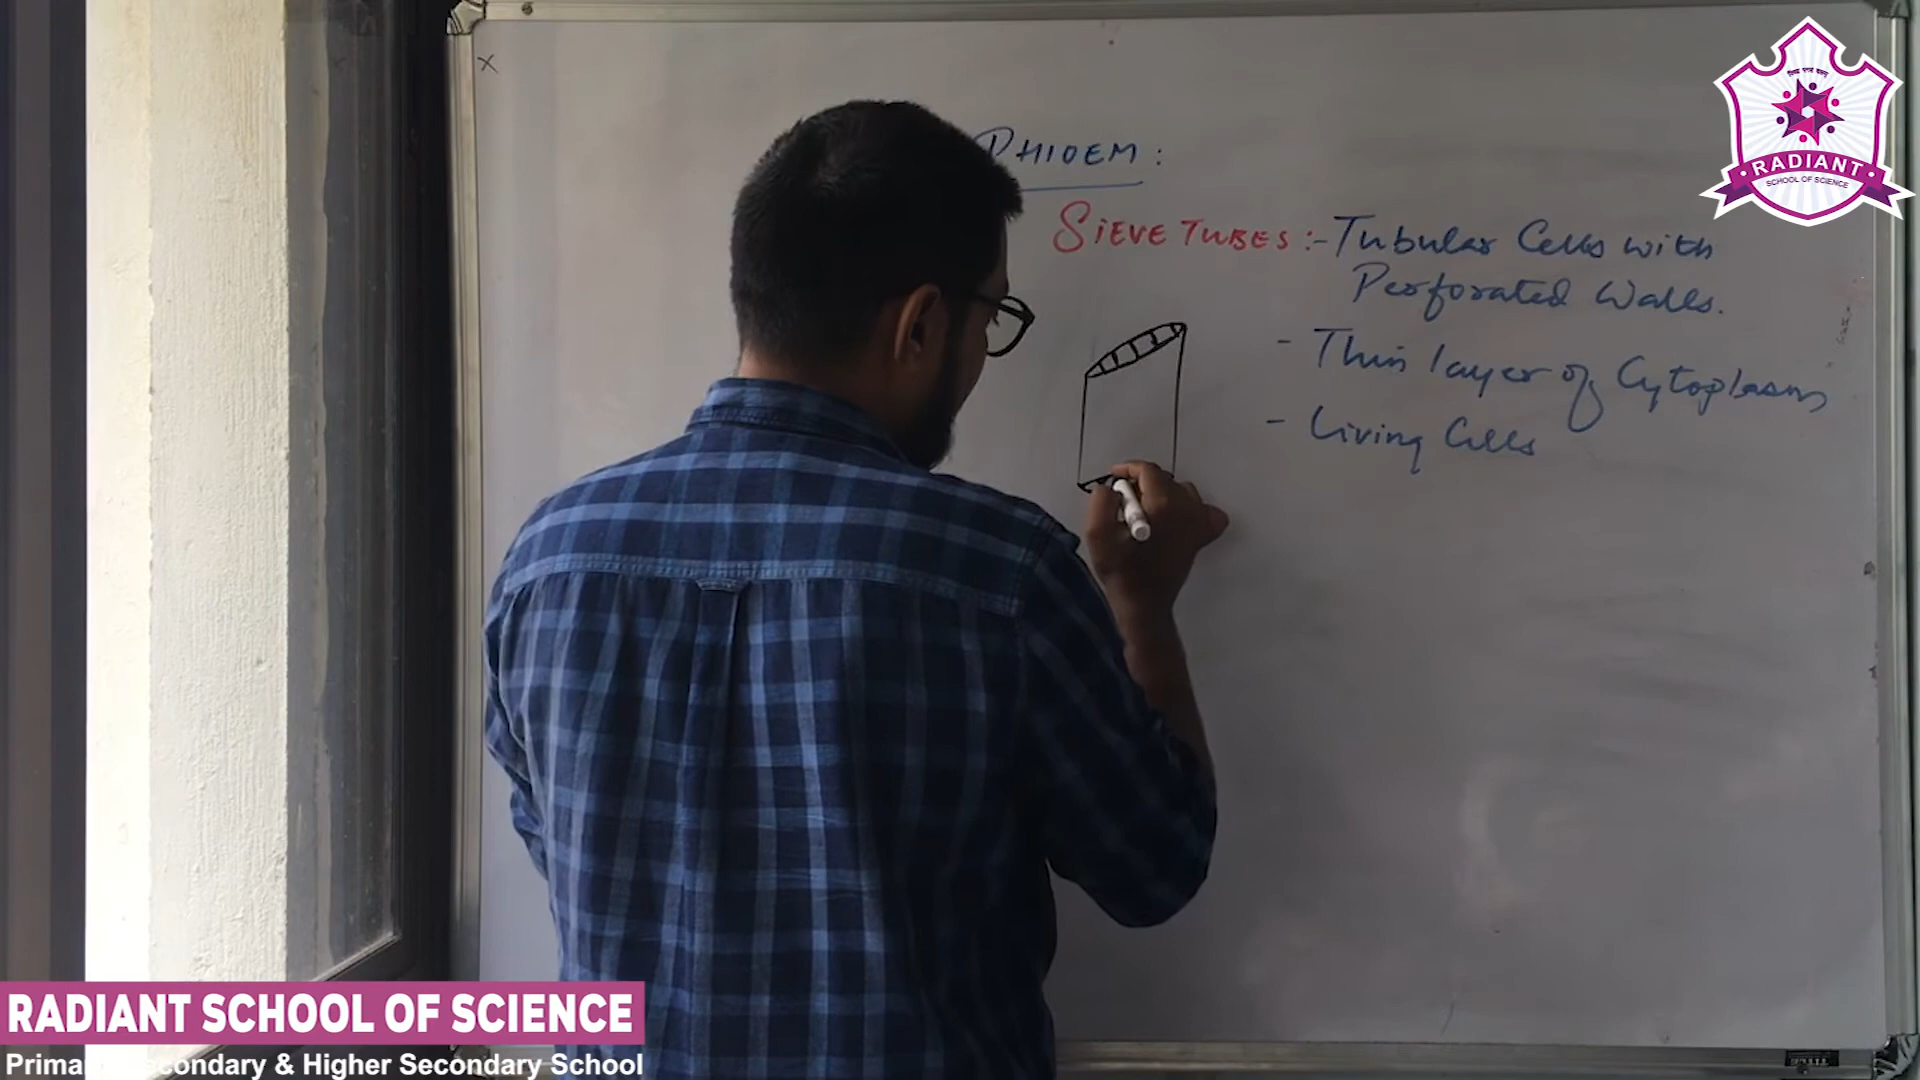 x
PHLOEM :
SIEVE TUBES :- Tubular Cells with
Perforated Walls.
- Thin layer of Cytoplasm
- Living Cells
RADIANT
SCHOOL OF SCIENCE
RADIANT SCHOOL OF SCIENCE
Secondary & Higher Secondary School